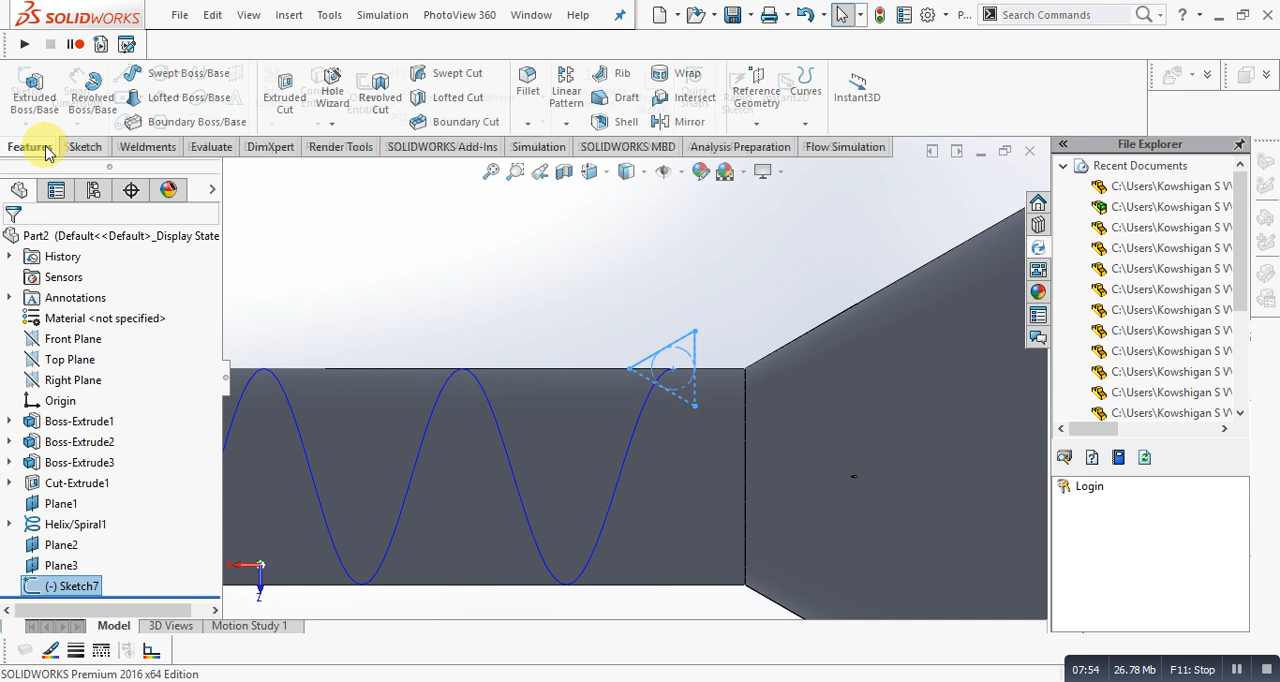 SOLIDWORKS
File Edit View Insert Tools Simulation PhotoView 360 Window Help
P... Search Commands
Extruded Boss/Base
Revolved Boss/Base
Swept Boss/Base
Lofted Boss/Base
Boundary Boss/Base
Extruded Cut
Hole Wizard
Revolved Cut
Swept Cut
Lofted Cut
Boundary Cut
Fillet
Linear Pattern
Rib
Draft
Shell
Wrap
Intersect
Mirror
Reference Geometry
Curves
Instant3D
Features Sketch Weldments Evaluate DimXpert Render Tools SOLIDWORKS Add-Ins Simulation SOLIDWORKS MBD Analysis Preparation Flow Simulation
Part2 (Default<<Default>_Display State
History
Sensors
Annotations
Material <not specified>
Front Plane
Top Plane
Right Plane
Origin
Boss-Extrude1
Boss-Extrude2
Boss-Extrude3
Cut-Extrude1
Plane1
Helix/Spiral1
Plane2
Plane3
(-) Sketch7
Z
File Explorer
Recent Documents
C:\Users\Kowshigan S V
C:\Users\Kowshigan S V
C:\Users\Kowshigan S V
C:\Users\Kowshigan S V
C:\Users\Kowshigan S V
C:\Users\Kowshigan S V
C:\Users\Kowshigan S V
C:\Users\Kowshigan S V
C:\Users\Kowshigan S V
C:\Users\Kowshigan S V
C:\Users\Kowshigan S V
C:\Users\Kowshigan S V
Login
Model 3D Views Motion Study 1
SOLIDWORKS Premium 2016 x64 Edition
07:54 26.78 Mb F11: Stop